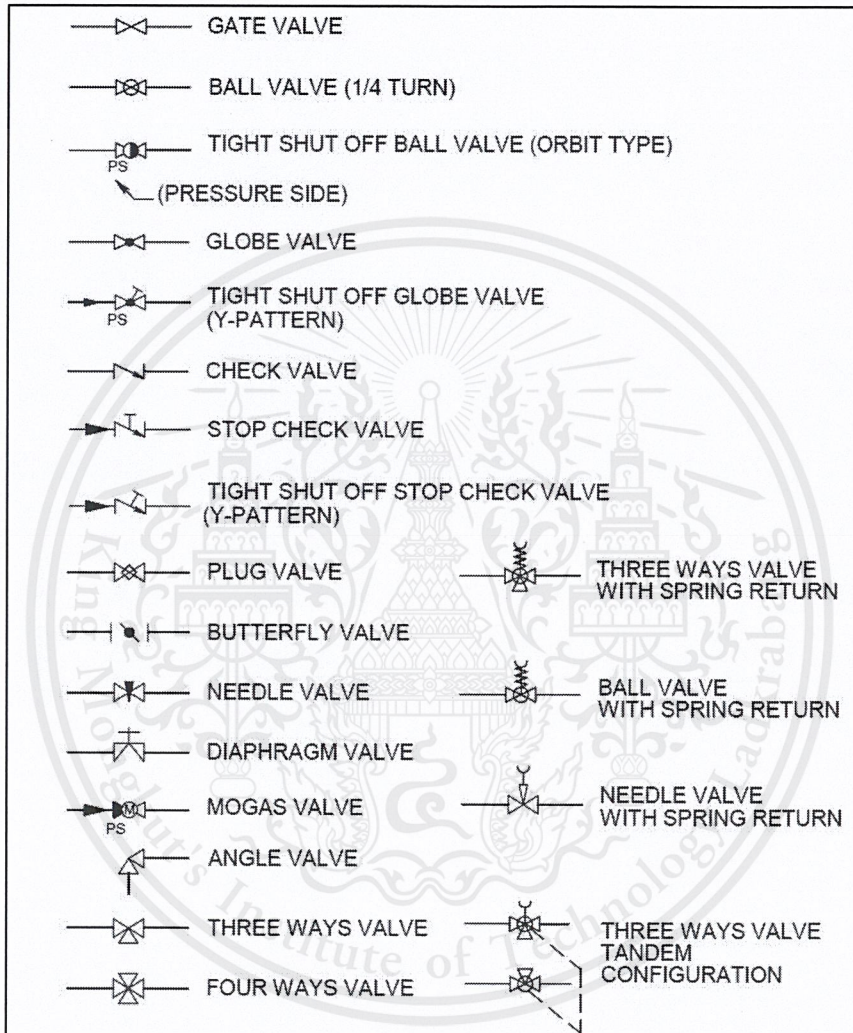 GATE VALVE
BALL VALVE (1/4 TURN)
TIGHT SHUT OFF BALL VALVE (ORBIT TYPE)
PS
(PRESSURE SIDE)
GLOBE VALVE
TIGHT SHUT OFF GLOBE VALVE
(Y-PATTERN)
PS
CHECK VALVE
STOP CHECK VALVE
TIGHT SHUT OFF STOP CHECK VALVE
(Y-PATTERN)
PLUG VALVE
BUTTERFLY VALVE
NEEDLE VALVE
DIAPHRAGM VALVE
M
MOGAS VALVE
PS
ANGLE VALVE
THREE WAYS VALVE
FOUR WAYS VALVE
THREE WAYS VALVE
WITH SPRING RETURN
BALL VALVE
WITH SPRING RETURN
NEEDLE VALVE
WITH SPRING RETURN
THREE WAYS VALVE
TANDEM
CONFIGURATION
King Mongkut's Institute of Technology Ladkrabang